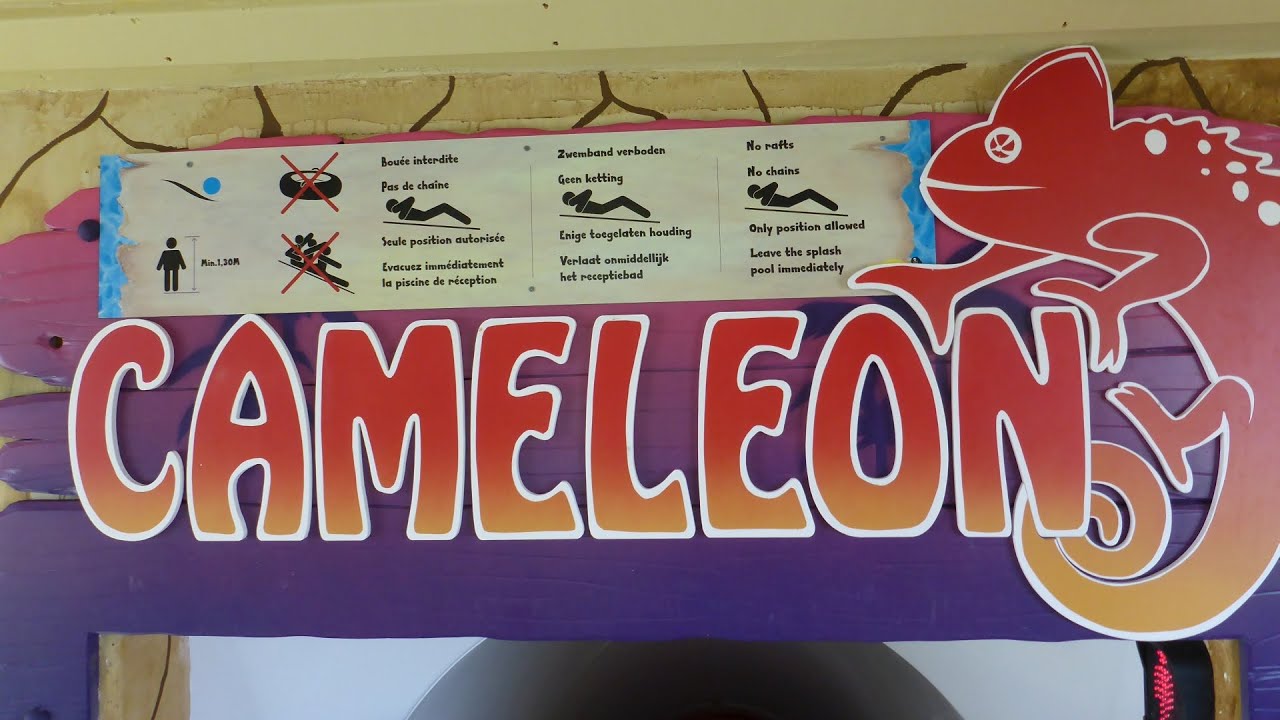 Min.1,30M
Bouée interdite
Pas de chaîne
Seule position autorisée
Evacuez immédiatement
la piscine de réception
Zwemband verboden
Geen ketting
Enige toegelaten houding
Verlaat onmiddellijk
het receptiebad
No rafts
No chains
Only position allowed
Leave the splash
pool immediately
CAMELEON